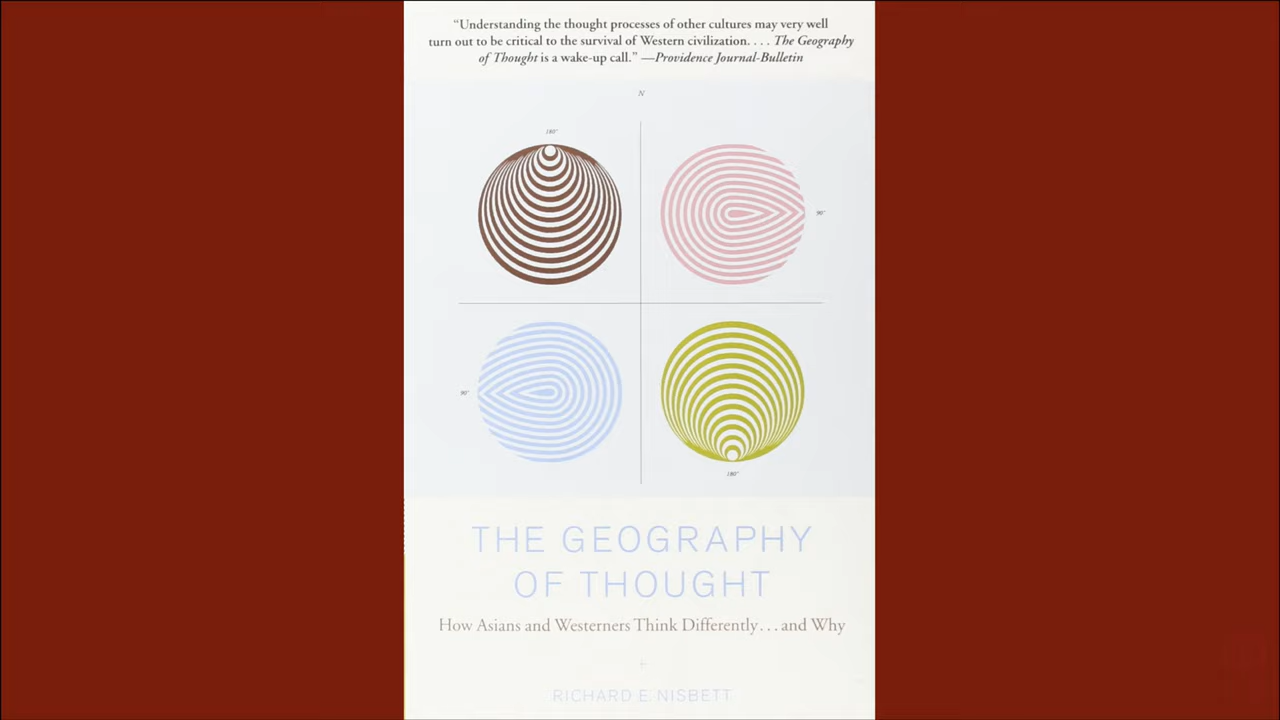 “Understanding the thought processes of other cultures may very well
turn out to be critical to the survival of Western civilization. . . . The Geography
of Thought is a wake-up call.” —Providence Journal-Bulletin
N
180°
90°
90°
180°
THE GEOGRAPHY
OF THOUGHT
How Asians and Westerners Think Differently . . . and Why
RICHARD E. NISBETT